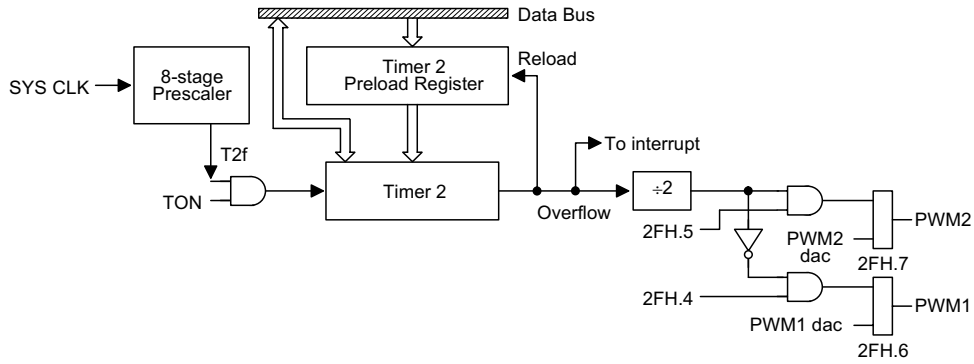 Data Bus
SYS CLK
8-stage
Prescaler
Timer 2
Preload Register
Reload
T2f
TON
Timer 2
To interrupt
Overflow
÷2
2FH.5
PWM2
dac
PWM2
2FH.7
2FH.4
PWM1 dac
PWM1
2FH.6